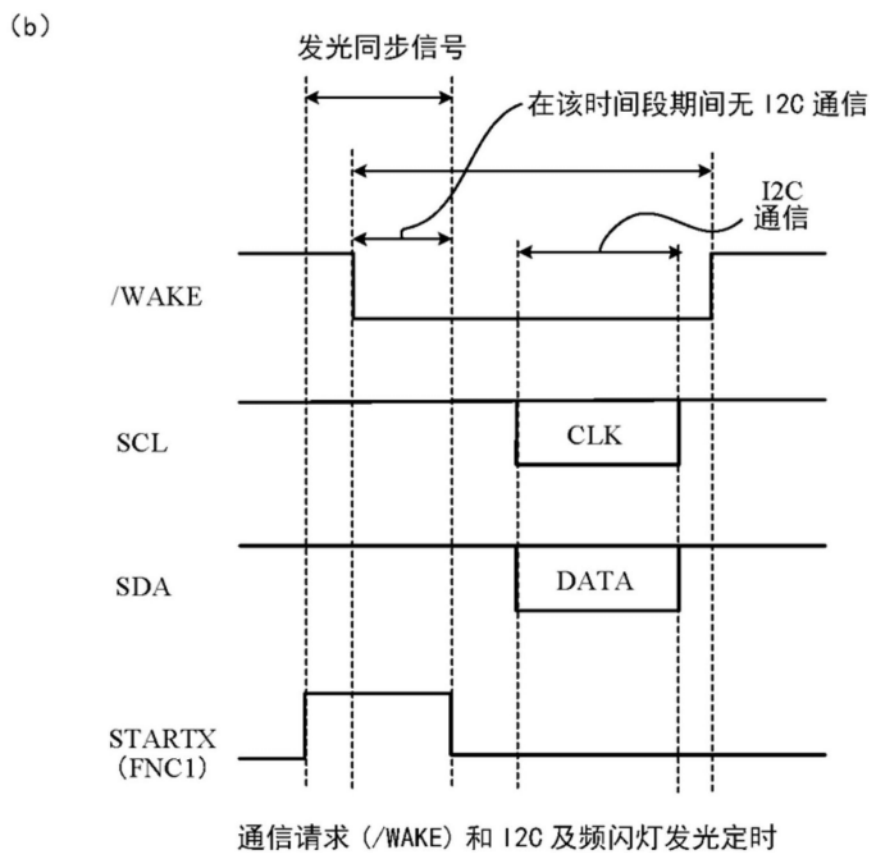 (b)
发光同步信号
在该时间段期间无 I2C 通信
I2C
通信
/WAKE
SCL
CLK
SDA
DATA
STARTX
(FNC1)
通信请求 (/WAKE) 和 I2C 及频闪灯发光定时